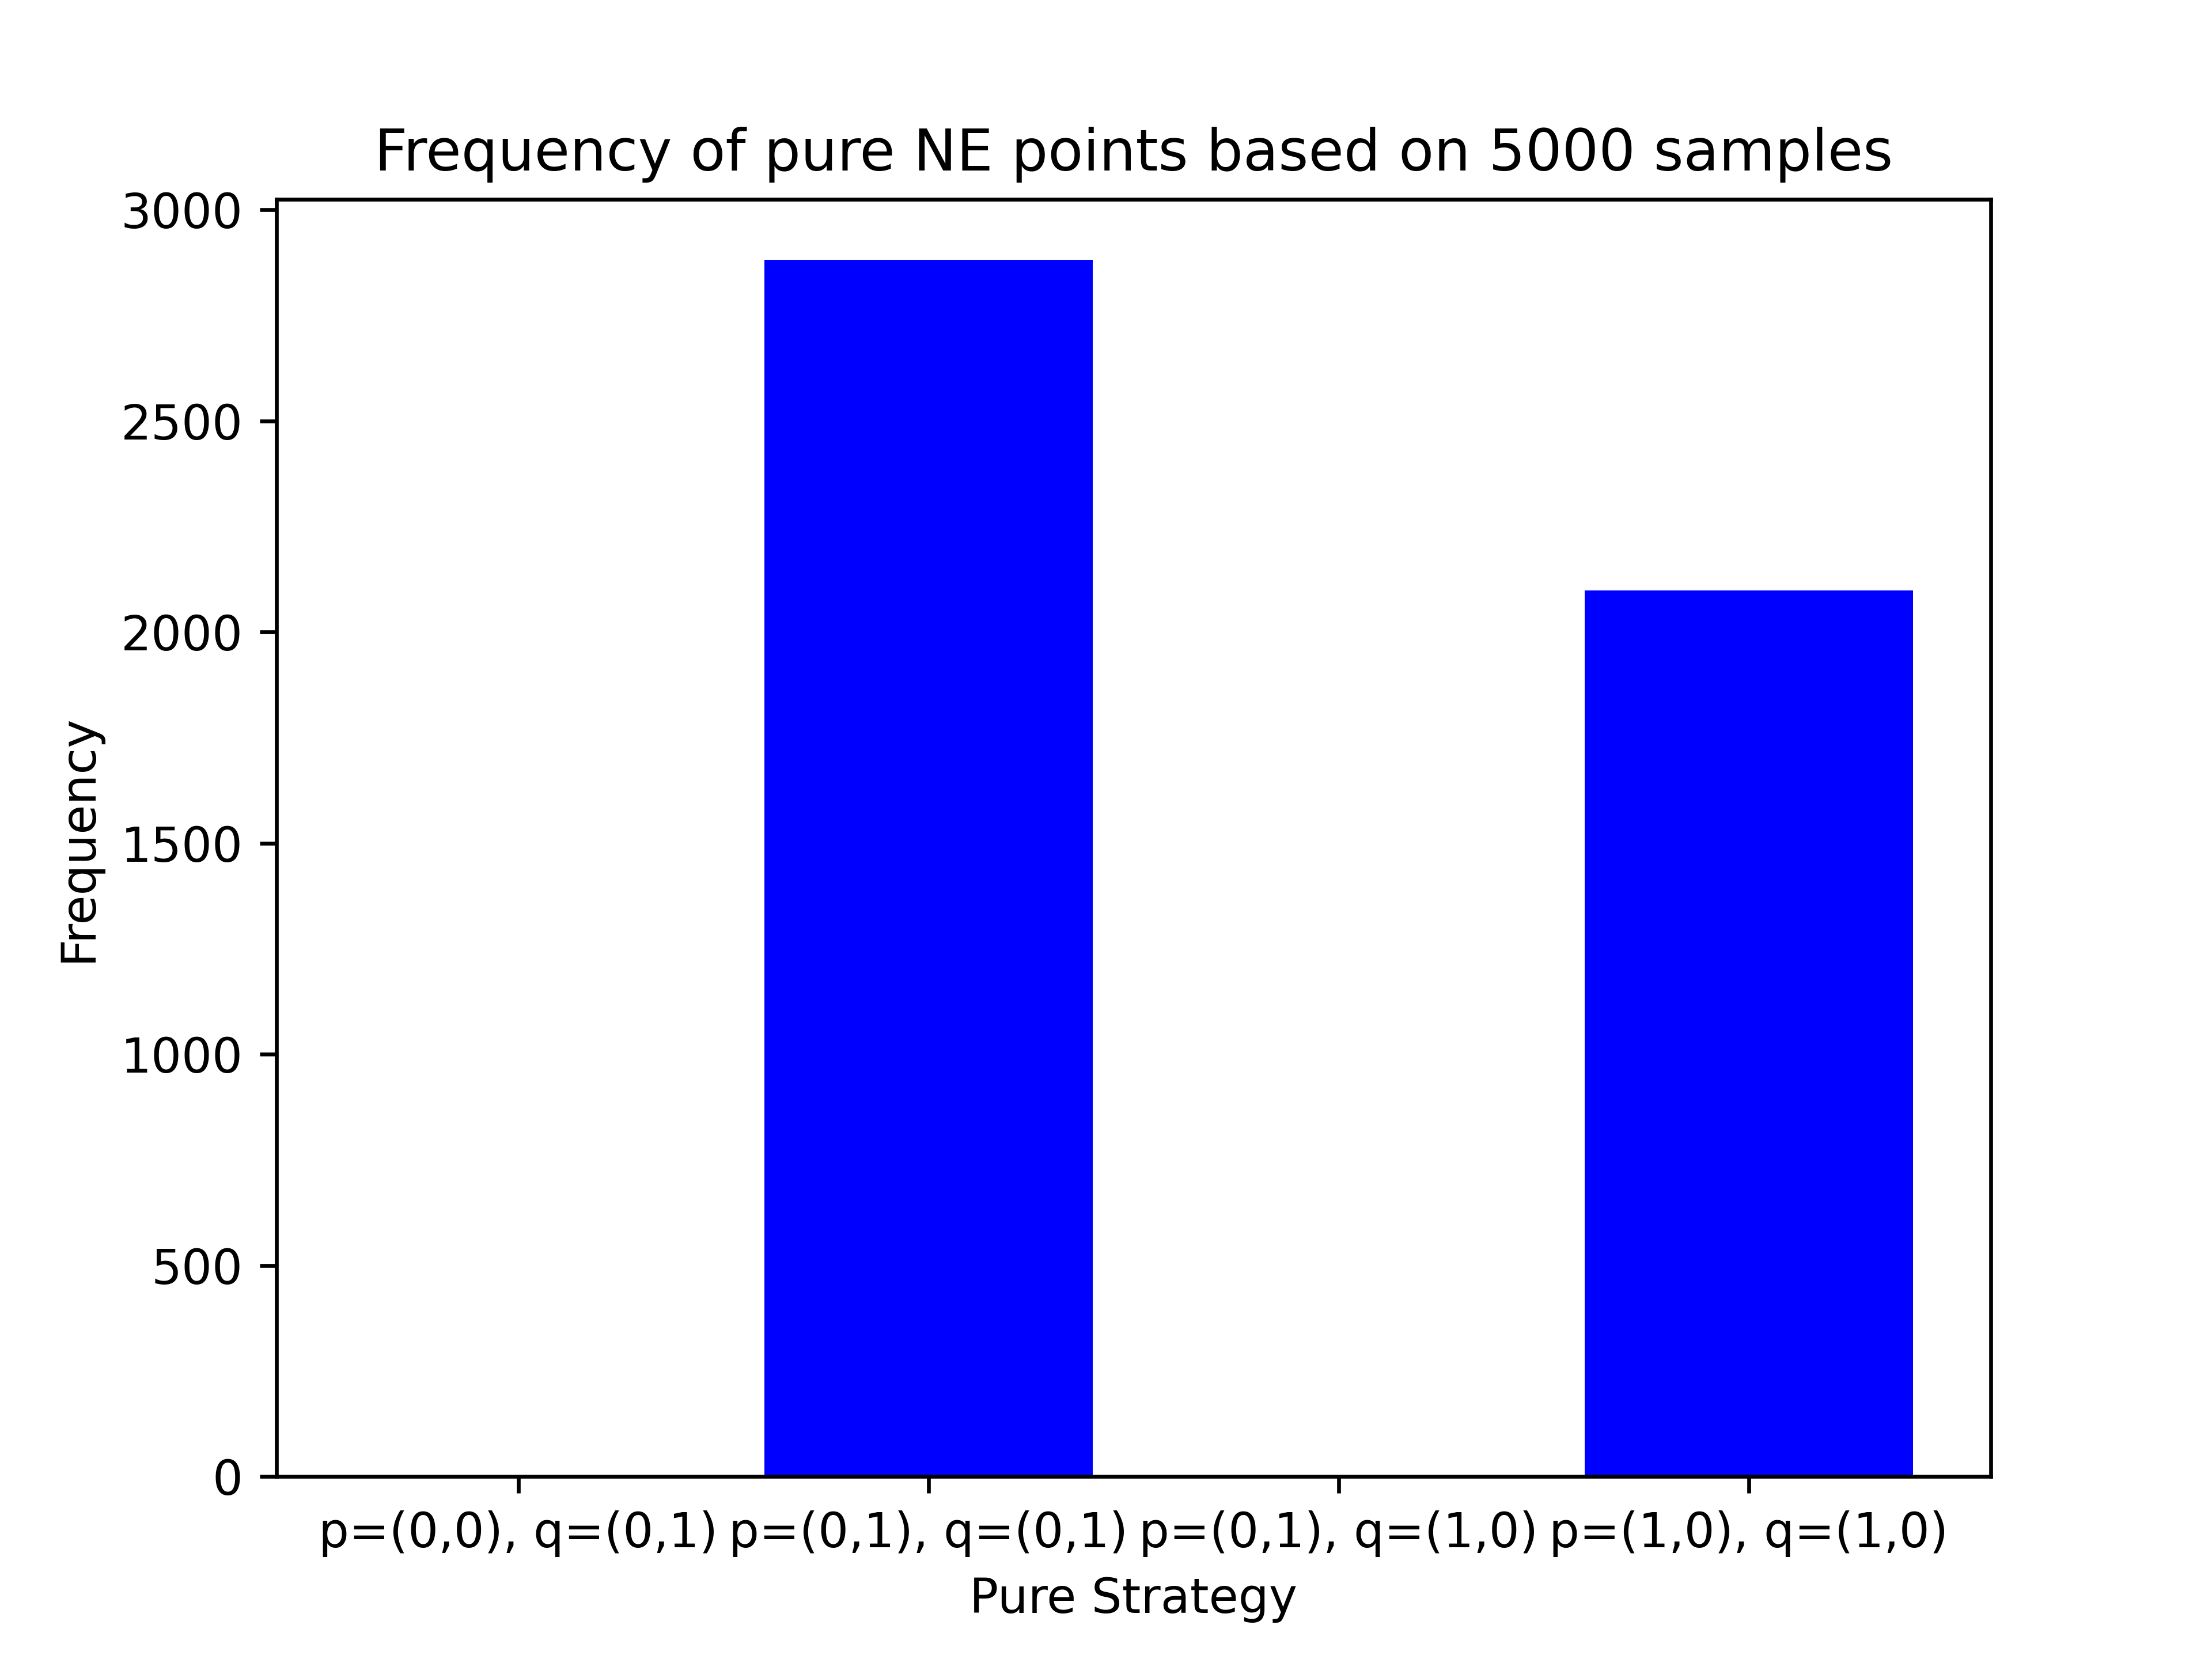 Frequency of pure NE points based on 5000 samples
3000
2500
2000
1500
1000
500
0
Frequency
p=(0,0), q=(0,1) p=(0,1), q=(0,1) p=(0,1), q=(1,0) p=(1,0), q=(1,0)
Pure Strategy